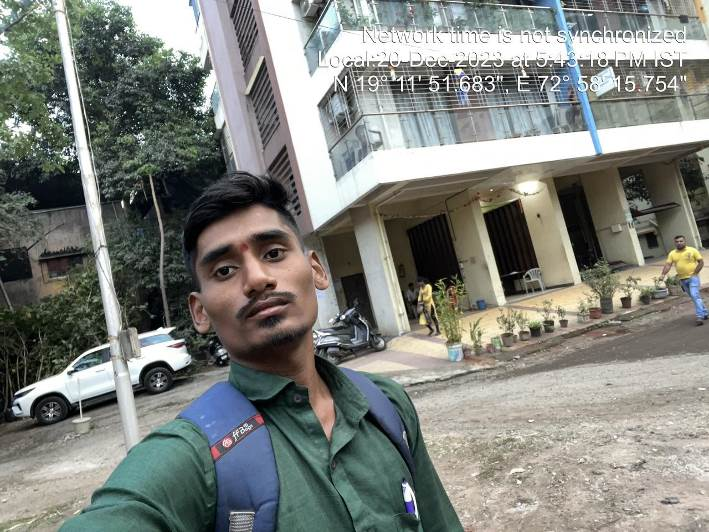 Network time is not synchronized
Local:20-Dec-2023 at 5:43:18 PM IST
N 19° 11' 51.683", E 72° 58' 15.754"